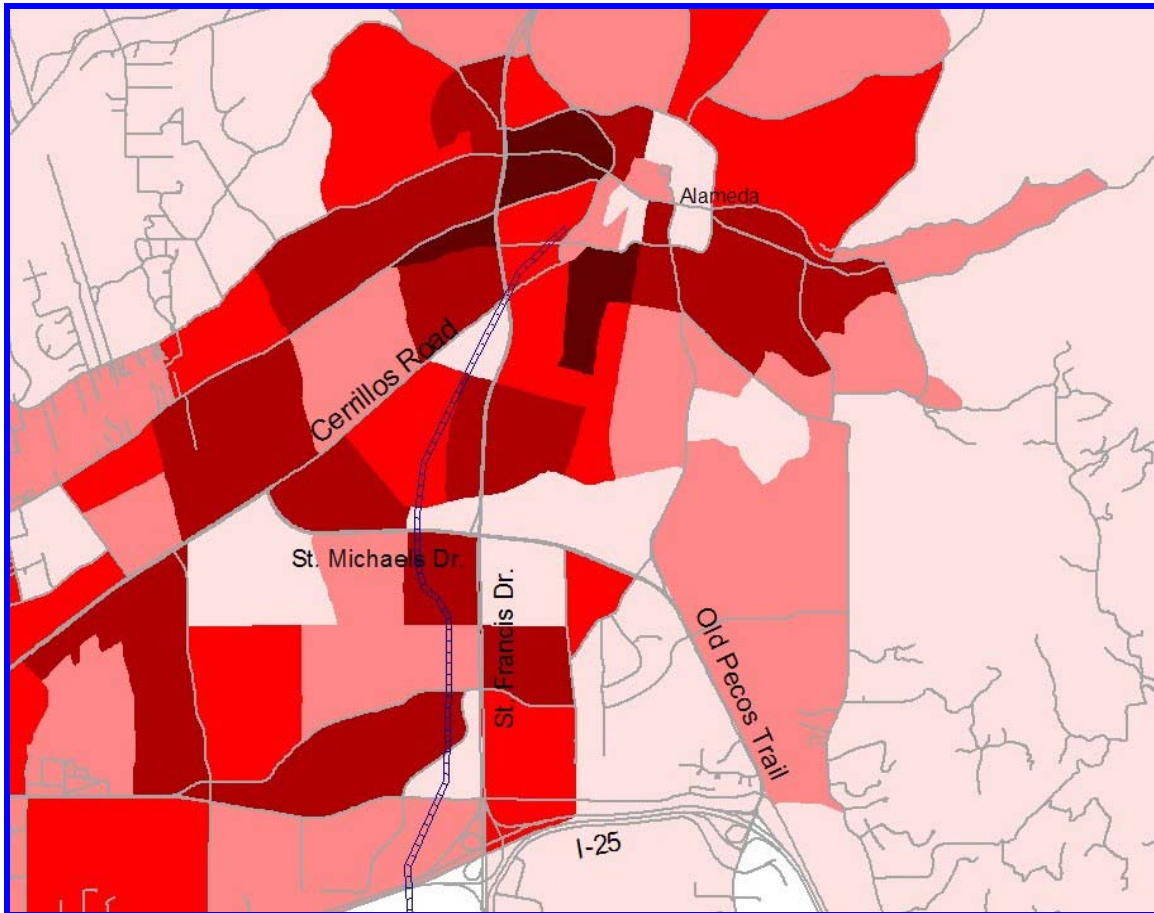 Alameda
Cerrillos Road
St. Michaels Dr.
St. Francis Dr.
Old Pecos Trail
I-25